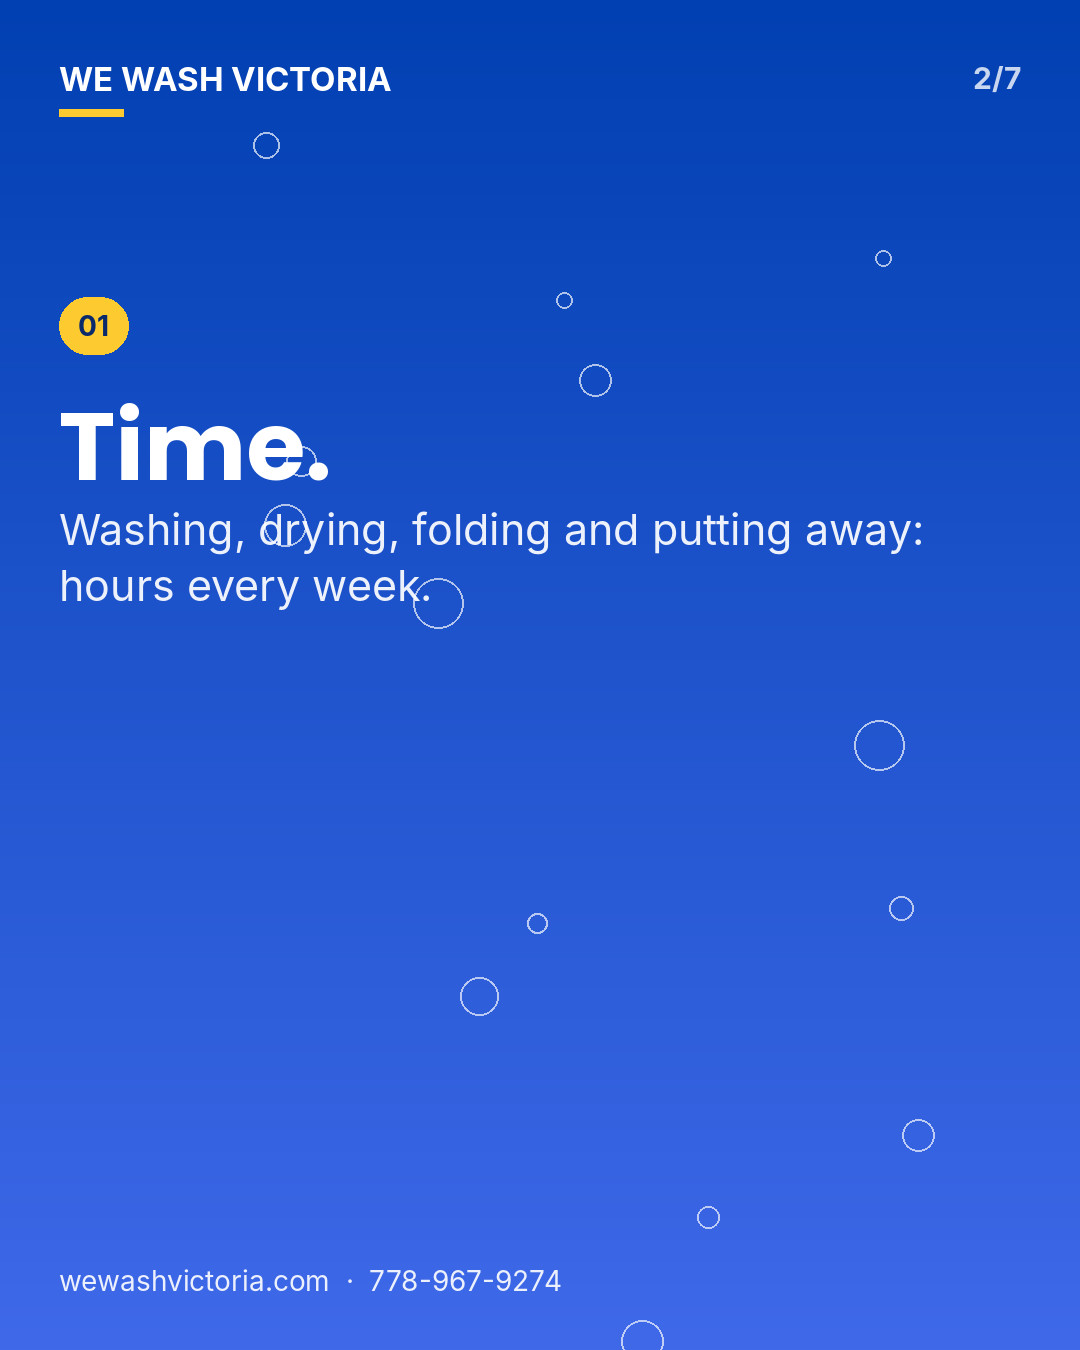 WE WASH VICTORIA
2/7
01
Time.
Washing, drying, folding and putting away:
hours every week.
wewashvictoria.com · 778-967-9274